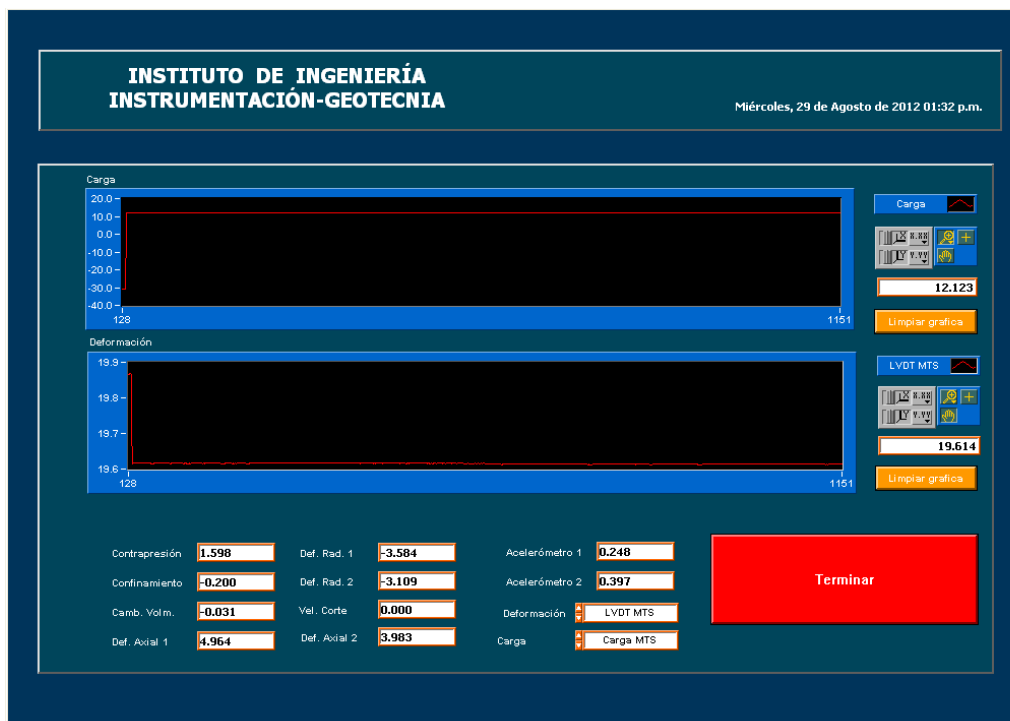 INSTITUTO DE INGENIERÍA
INSTRUMENTACIÓN-GEOTECNIA
Miércoles, 29 de Agosto de 2012 01:32 p.m.
Carga
20.0
10.0
0.0
-10.0
-20.0
-30.0
-40.0
128
1151
Carga
X.XX
Y.YY
12.123
Limpiar grafica
Deformación
19.9
19.8
19.7
19.6
128
1151
LVDT MTS
X.XX
Y.YY
19.614
Limpiar grafica
Contrapresión 1.598
Confinamiento -0.200
Camb. Volm. -0.031
Def. Axial 1 4.964
Def. Rad. 1 -3.584
Def. Rad. 2 -3.109
Vel. Corte 0.000
Def. Axial 2 3.983
Acelerómetro 1 0.248
Acelerómetro 2 0.397
Deformación LVDT MTS
Carga Carga MTS
Terminar